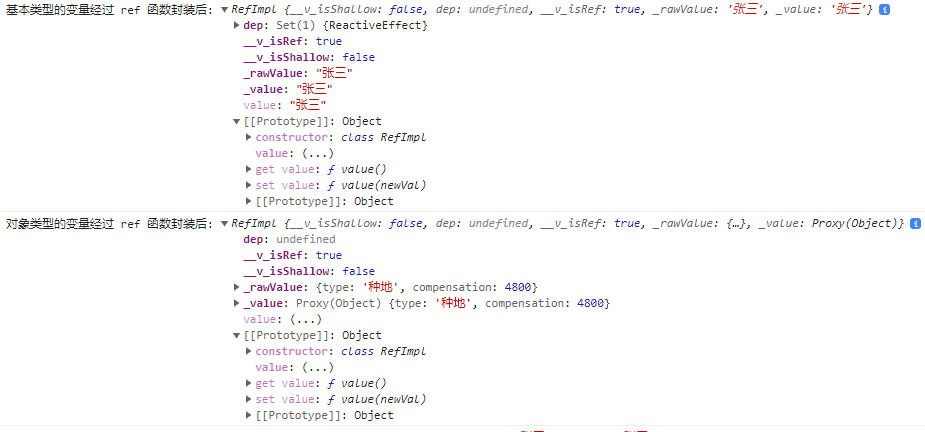 基本类型的变量经过 ref 函数封装后: ▼RefImpl {__v_isShallow: false, dep: undefined, __v_isRef: true, _rawValue: '张三', _value: '张三'} i
▶dep: Set(1) {ReactiveEffect}
__v_isRef: true
__v_isShallow: false
_rawValue: "张三"
_value: "张三"
value: "张三"
▼[[Prototype]]: Object
▶constructor: class RefImpl
value: (...)
▶get value: ƒ value()
▶set value: ƒ value(newVal)
▶[[Prototype]]: Object
对象类型的变量经过 ref 函数封装后: ▼RefImpl {__v_isShallow: false, dep: undefined, __v_isRef: true, _rawValue: {…}, _value: Proxy(Object)} i
dep: undefined
__v_isRef: true
__v_isShallow: false
▶_rawValue: {type: '种地', compensation: 4800}
▶_value: Proxy(Object) {type: '种地', compensation: 4800}
value: (...)
▼[[Prototype]]: Object
▶constructor: class RefImpl
value: (...)
▶get value: ƒ value()
▶set value: ƒ value(newVal)
▶[[Prototype]]: Object